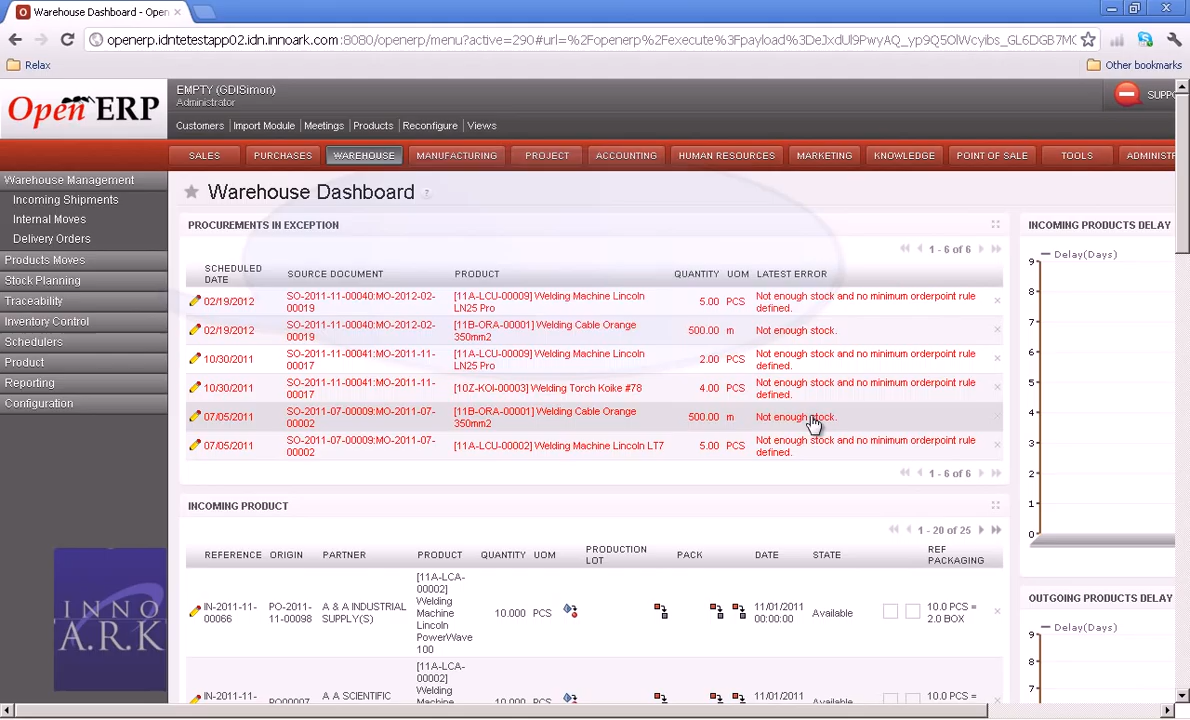 Warehouse Dashboard - Open
openerp.idntetestapp02.idn.innoark.com:8080/openerp/menu?active=290#url=%2Fopenerp%2Fexecute%3Fpayload%3D
Relax
Other bookmarks
Open ERP
EMPTY (GDISimon)
Administrator
SUPPO
Customers Import Module Meetings Products Reconfigure Views
SALES PURCHASES WAREHOUSE MANUFACTURING PROJECT ACCOUNTING HUMAN RESOURCES MARKETING KNOWLEDGE POINT OF SALE TOOLS ADMINISTR
Warehouse Management
Incoming Shipments
Internal Moves
Delivery Orders
Products Moves
Stock Planning
Traceability
Inventory Control
Schedulers
Product
Reporting
Configuration
INNO
A.R.K
Warehouse Dashboard ?
PROCUREMENTS IN EXCEPTION
1 - 6 of 6
SCHEDULED DATE SOURCE DOCUMENT PRODUCT QUANTITY UOM LATEST ERROR
02/19/2012 SO-2011-11-00040:MO-2012-02-00019 [11A-LCU-00009] Welding Machine Lincoln LN25 Pro 5.00 PCS Not enough stock and no minimum orderpoint rule defined.
02/19/2012 SO-2011-11-00040:MO-2012-02-00019 [11B-ORA-00001] Welding Cable Orange 350mm2 500.00 m Not enough stock.
10/30/2011 SO-2011-11-00041:MO-2011-11-00017 [11A-LCU-00009] Welding Machine Lincoln LN25 Pro 2.00 PCS Not enough stock and no minimum orderpoint rule defined.
10/30/2011 SO-2011-11-00041:MO-2011-11-00017 [10Z-KOI-00003] Welding Torch Koike #78 4.00 PCS Not enough stock and no minimum orderpoint rule defined.
07/05/2011 SO-2011-07-00009:MO-2011-07-00002 [11B-ORA-00001] Welding Cable Orange 350mm2 500.00 m Not enough stock.
07/05/2011 SO-2011-07-00009:MO-2011-07-00002 [11A-LCU-00002] Welding Machine Lincoln LT7 5.00 PCS Not enough stock and no minimum orderpoint rule defined.
1 - 6 of 6
INCOMING PRODUCT
1 - 20 of 25
REFERENCE ORIGIN PARTNER PRODUCT QUANTITY UOM PRODUCTION LOT PACK DATE STATE REF PACKAGING
IN-2011-11-00066 PO-2011-11-00098 A & A INDUSTRIAL SUPPLY(S) [11A-LCA-00002] Welding Machine Lincoln PowerWave 100 10.000 PCS 11/01/2011 00:00:00 Available 10.0 PCS = 2.0 BOX
IN-2011-11- PO00007 A A SCIENTIFIC [11A-LCA-00002] Welding Machine Lincoln 10.000 PCS 11/01/2011 Available 10.0 PCS =
INCOMING PRODUCTS DELAY
Delay(Days)
9
8
7
6
5
4
3
2
1
0
OUTGOING PRODUCTS DELAY
Delay(Days)
9
8
7